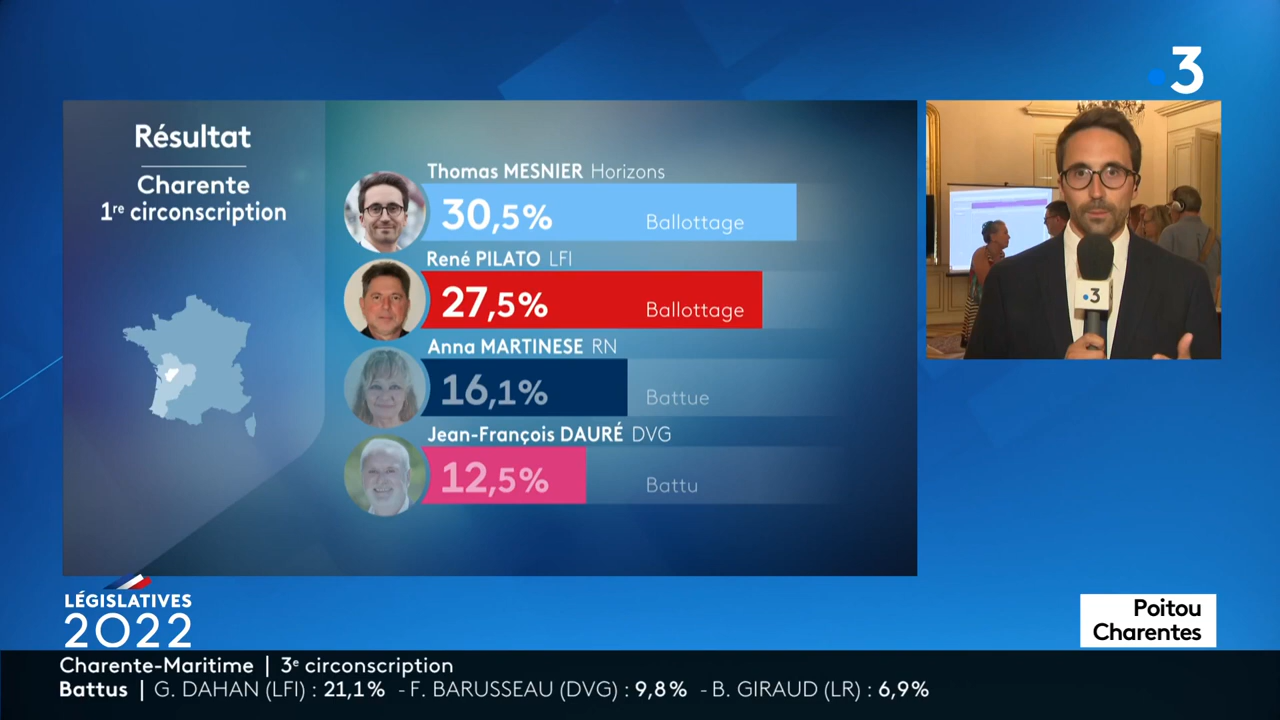 3
Résultat
Charente
1re circonscription
Thomas MESNIER Horizons
30,5% Ballottage
René PILATO LFI
27,5% Ballottage
Anna MARTINESE RN
16,1% Battue
Jean-François DAURÉ DVG
12,5% Battu
3
LÉGISLATIVES
2022
Poitou
Charentes
Charente-Maritime | 3e circonscription
Battus | G. DAHAN (LFI) : 21,1% - F. BARUSSEAU (DVG) : 9,8% - B. GIRAUD (LR) : 6,9%